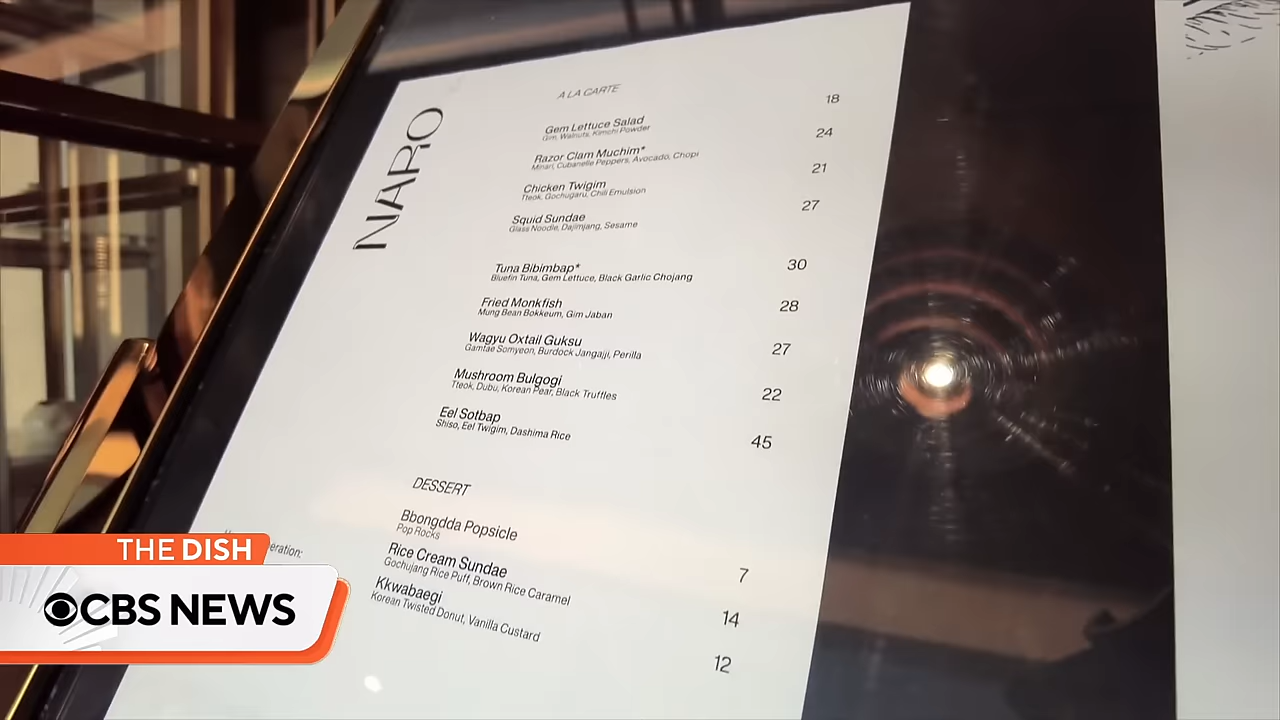 NARO
A LA CARTE
Gem Lettuce Salad 18
Gim, Walnuts, Kimchi Powder
Razor Clam Muchim* 24
Minari, Cubanelle Peppers, Avocado, Chopi
Chicken Twigim 21
Tteok, Gochugaru, Chili Emulsion
Squid Sundae 27
Glass Noodle, Dajimjang, Sesame
Tuna Bibimbap* 30
Bluefin Tuna, Gem Lettuce, Black Garlic Chojang
Fried Monkfish 28
Mung Bean Bokkeum, Gim Jaban
Wagyu Oxtail Guksu 27
Gamtae Somyeon, Burdock Jangajji, Perilla
Mushroom Bulgogi 22
Tteok, Dubu, Korean Pear, Black Truffles
Eel Sotbap 45
Shiso, Eel Twigim, Dashima Rice
DESSERT
Bbongdda Popsicle 7
Pop Rocks
Rice Cream Sundae 14
Gochujang Rice Puff, Brown Rice Caramel
Kkwabaegi 12
Korean Twisted Donut, Vanilla Custard
THE DISH
CBS NEWS